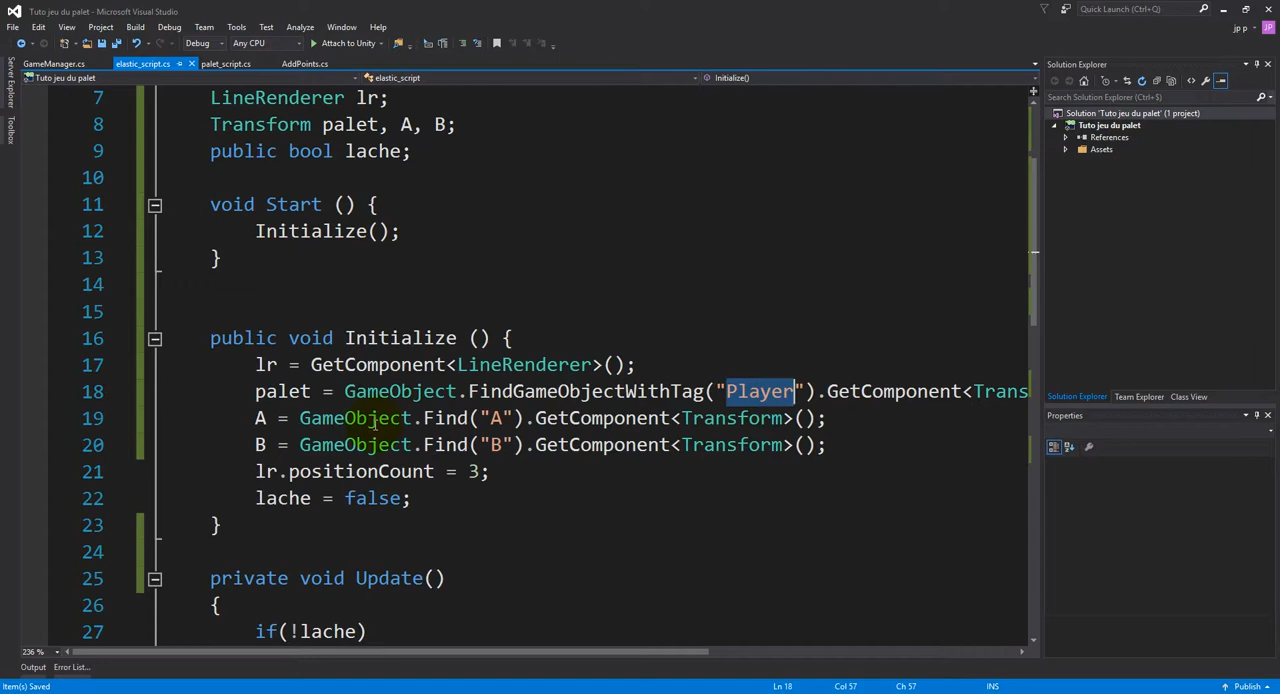 Tuto jeu du palet - Microsoft Visual Studio
Quick Launch (Ctrl+Q)
File Edit View Project Build Debug Team Tools Test Analyze Window Help
jp p
JP
Debug Any CPU Attach to Unity
Server Explorer
Toolbox
GameManager.cs elastic_script.cs palet_script.cs AddPoints.cs
Tuto jeu du palet elastic_script Initialize()
7 LineRenderer lr;
8 Transform palet, A, B;
9 public bool lache;
10
11 void Start () {
12 Initialize();
13 }
14
15
16 public void Initialize () {
17 lr = GetComponent<LineRenderer>();
18 palet = GameObject.FindGameObjectWithTag("Player").GetComponent<Trans
19 A = GameObject.Find("A").GetComponent<Transform>();
20 B = GameObject.Find("B").GetComponent<Transform>();
21 lr.positionCount = 3;
22 lache = false;
23 }
24
25 private void Update()
26 {
27 if(!lache)
236 %
Output Error List...
Solution Explorer
Search Solution Explorer (Ctrl+$)
Solution 'Tuto jeu du palet' (1 project)
Tuto jeu du palet
References
Assets
Solution Explorer Team Explorer Class View
Properties
Item(s) Saved Ln 18 Col 57 Ch 57 INS Publish